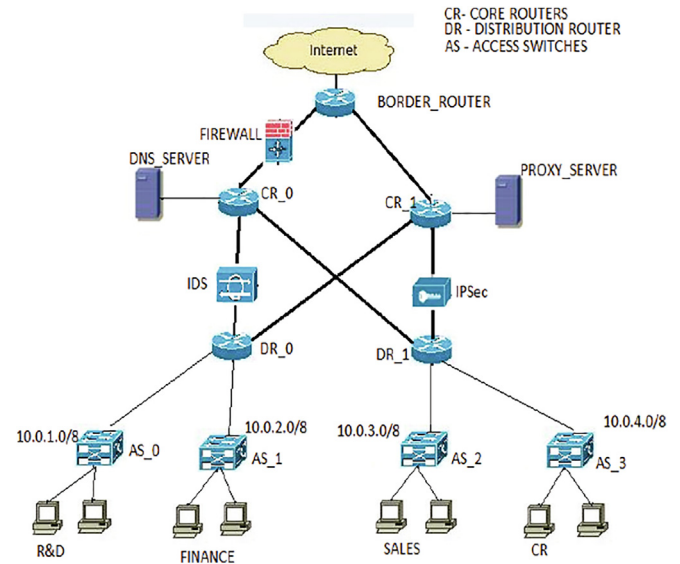 CR- CORE ROUTERS
DR - DISTRIBUTION ROUTER
AS - ACCESS SWITCHES
Internet
BORDER_ROUTER
FIREWALL
DNS_SERVER
PROXY_SERVER
CR_0
CR_1
IDS
IPSec
DR_0
DR_1
10.0.1.0/8
10.0.2.0/8
10.0.3.0/8
10.0.4.0/8
AS_0
AS_1
AS_2
AS_3
R&D
FINANCE
SALES
CR